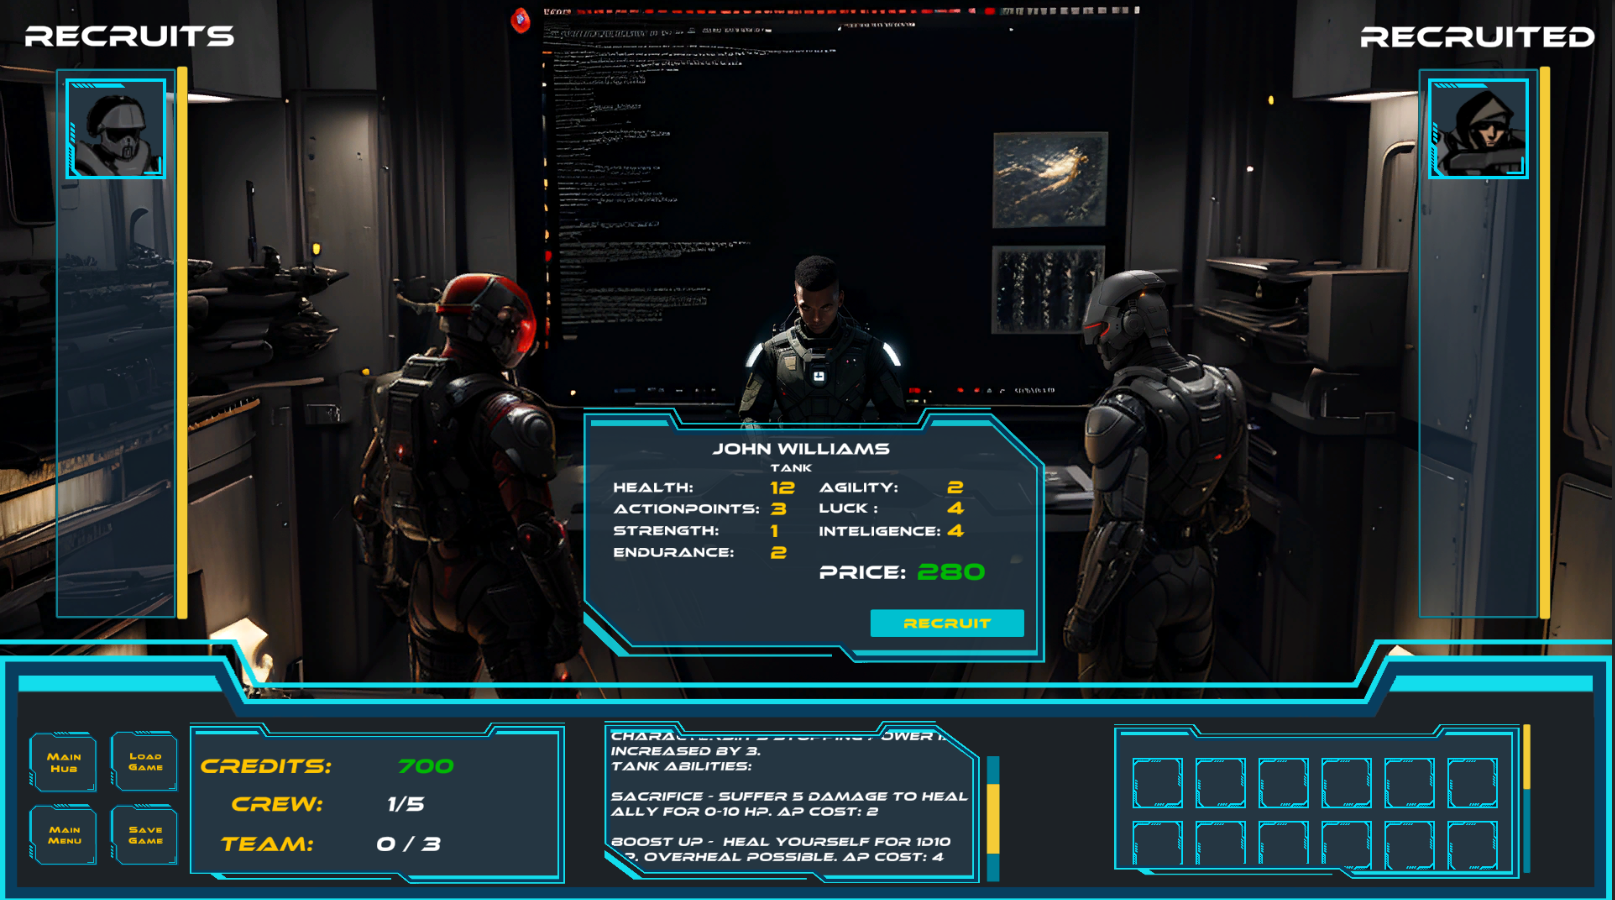 RECRUITS
RECRUITED
JOHN WILLIAMS
TANK
HEALTH: 12 AGILITY: 2
ACTIONPOINTS: 3 LUCK : 4
STRENGTH: 1 INTELIGENCE: 4
ENDURANCE: 2
PRICE: 280
RECRUIT
MAIN HUB
LOAD GAME
MAIN MENU
SAVE GAME
CREDITS: 700
CREW: 1/5
TEAM: 0 / 3
STOPPING POWER
INCREASED BY 3.
TANK ABILITIES:
SACRIFICE - SUFFER 5 DAMAGE TO HEAL
ALLY FOR 0-10 HP. AP COST: 2
BOOST UP - HEAL YOURSELF FOR 1D10
OVERHEAL POSSIBLE. AP COST: 4